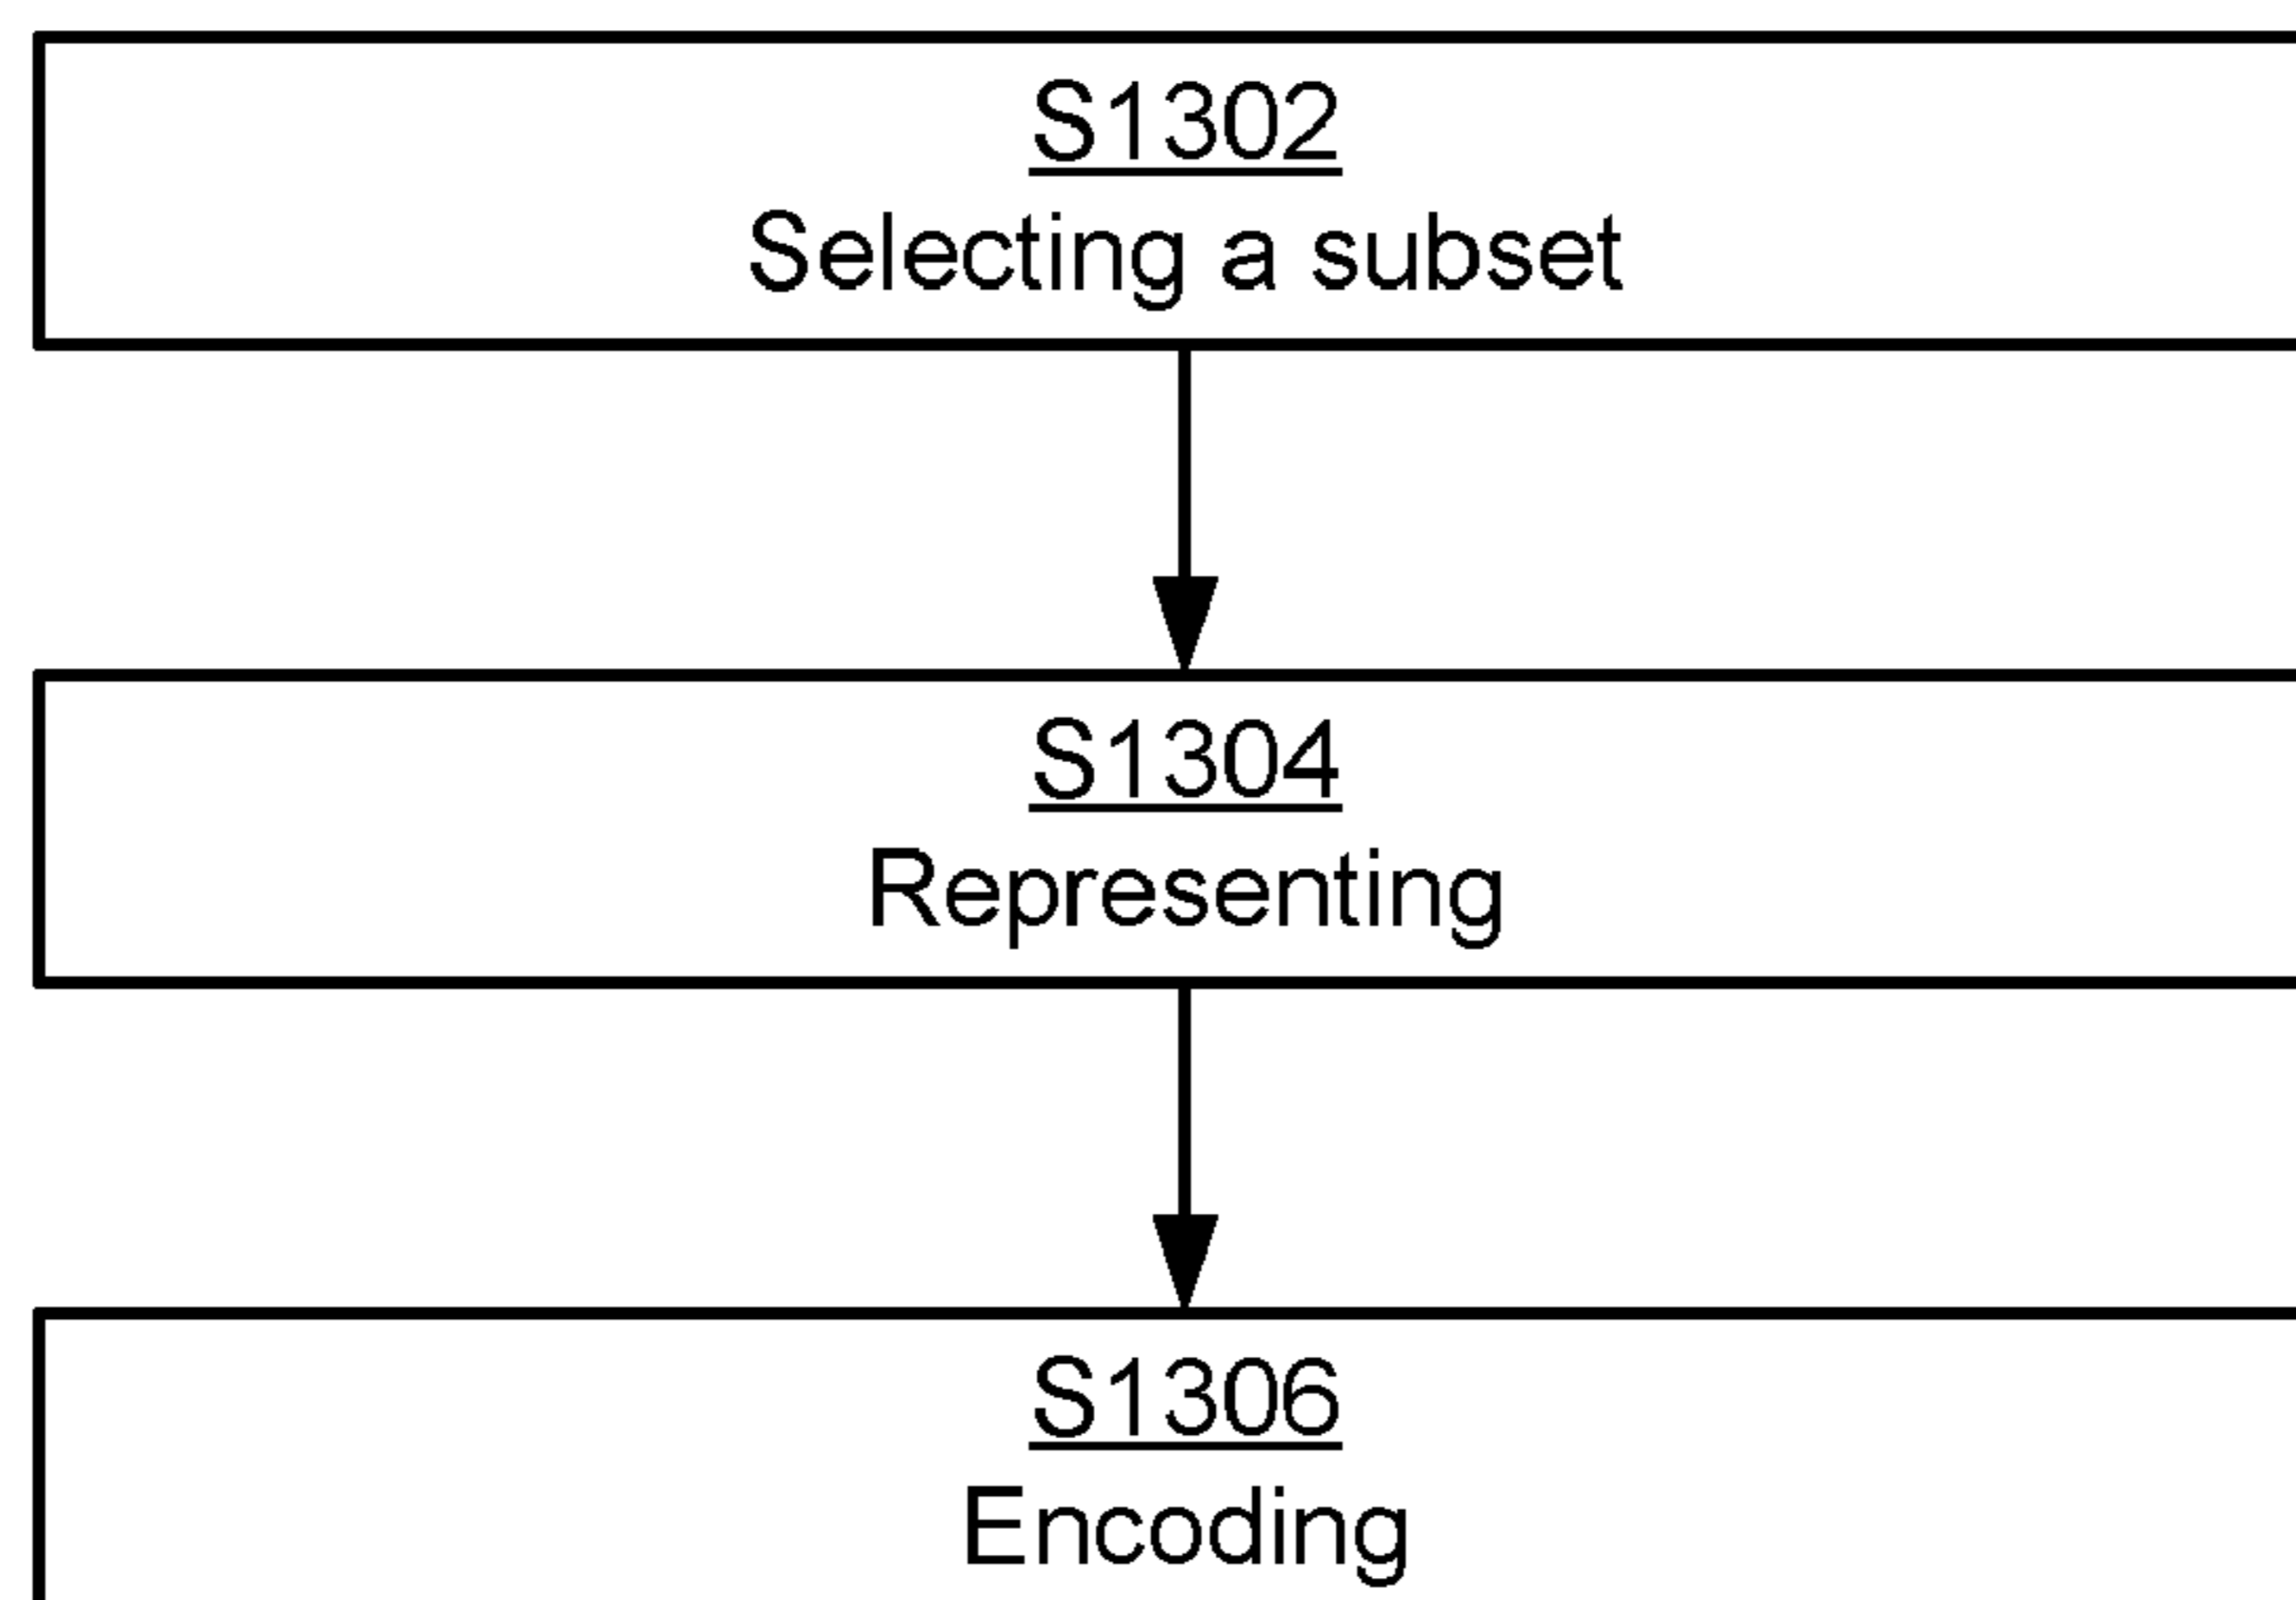 S1302
Selecting a subset
S1304
Representing
S1306
Encoding